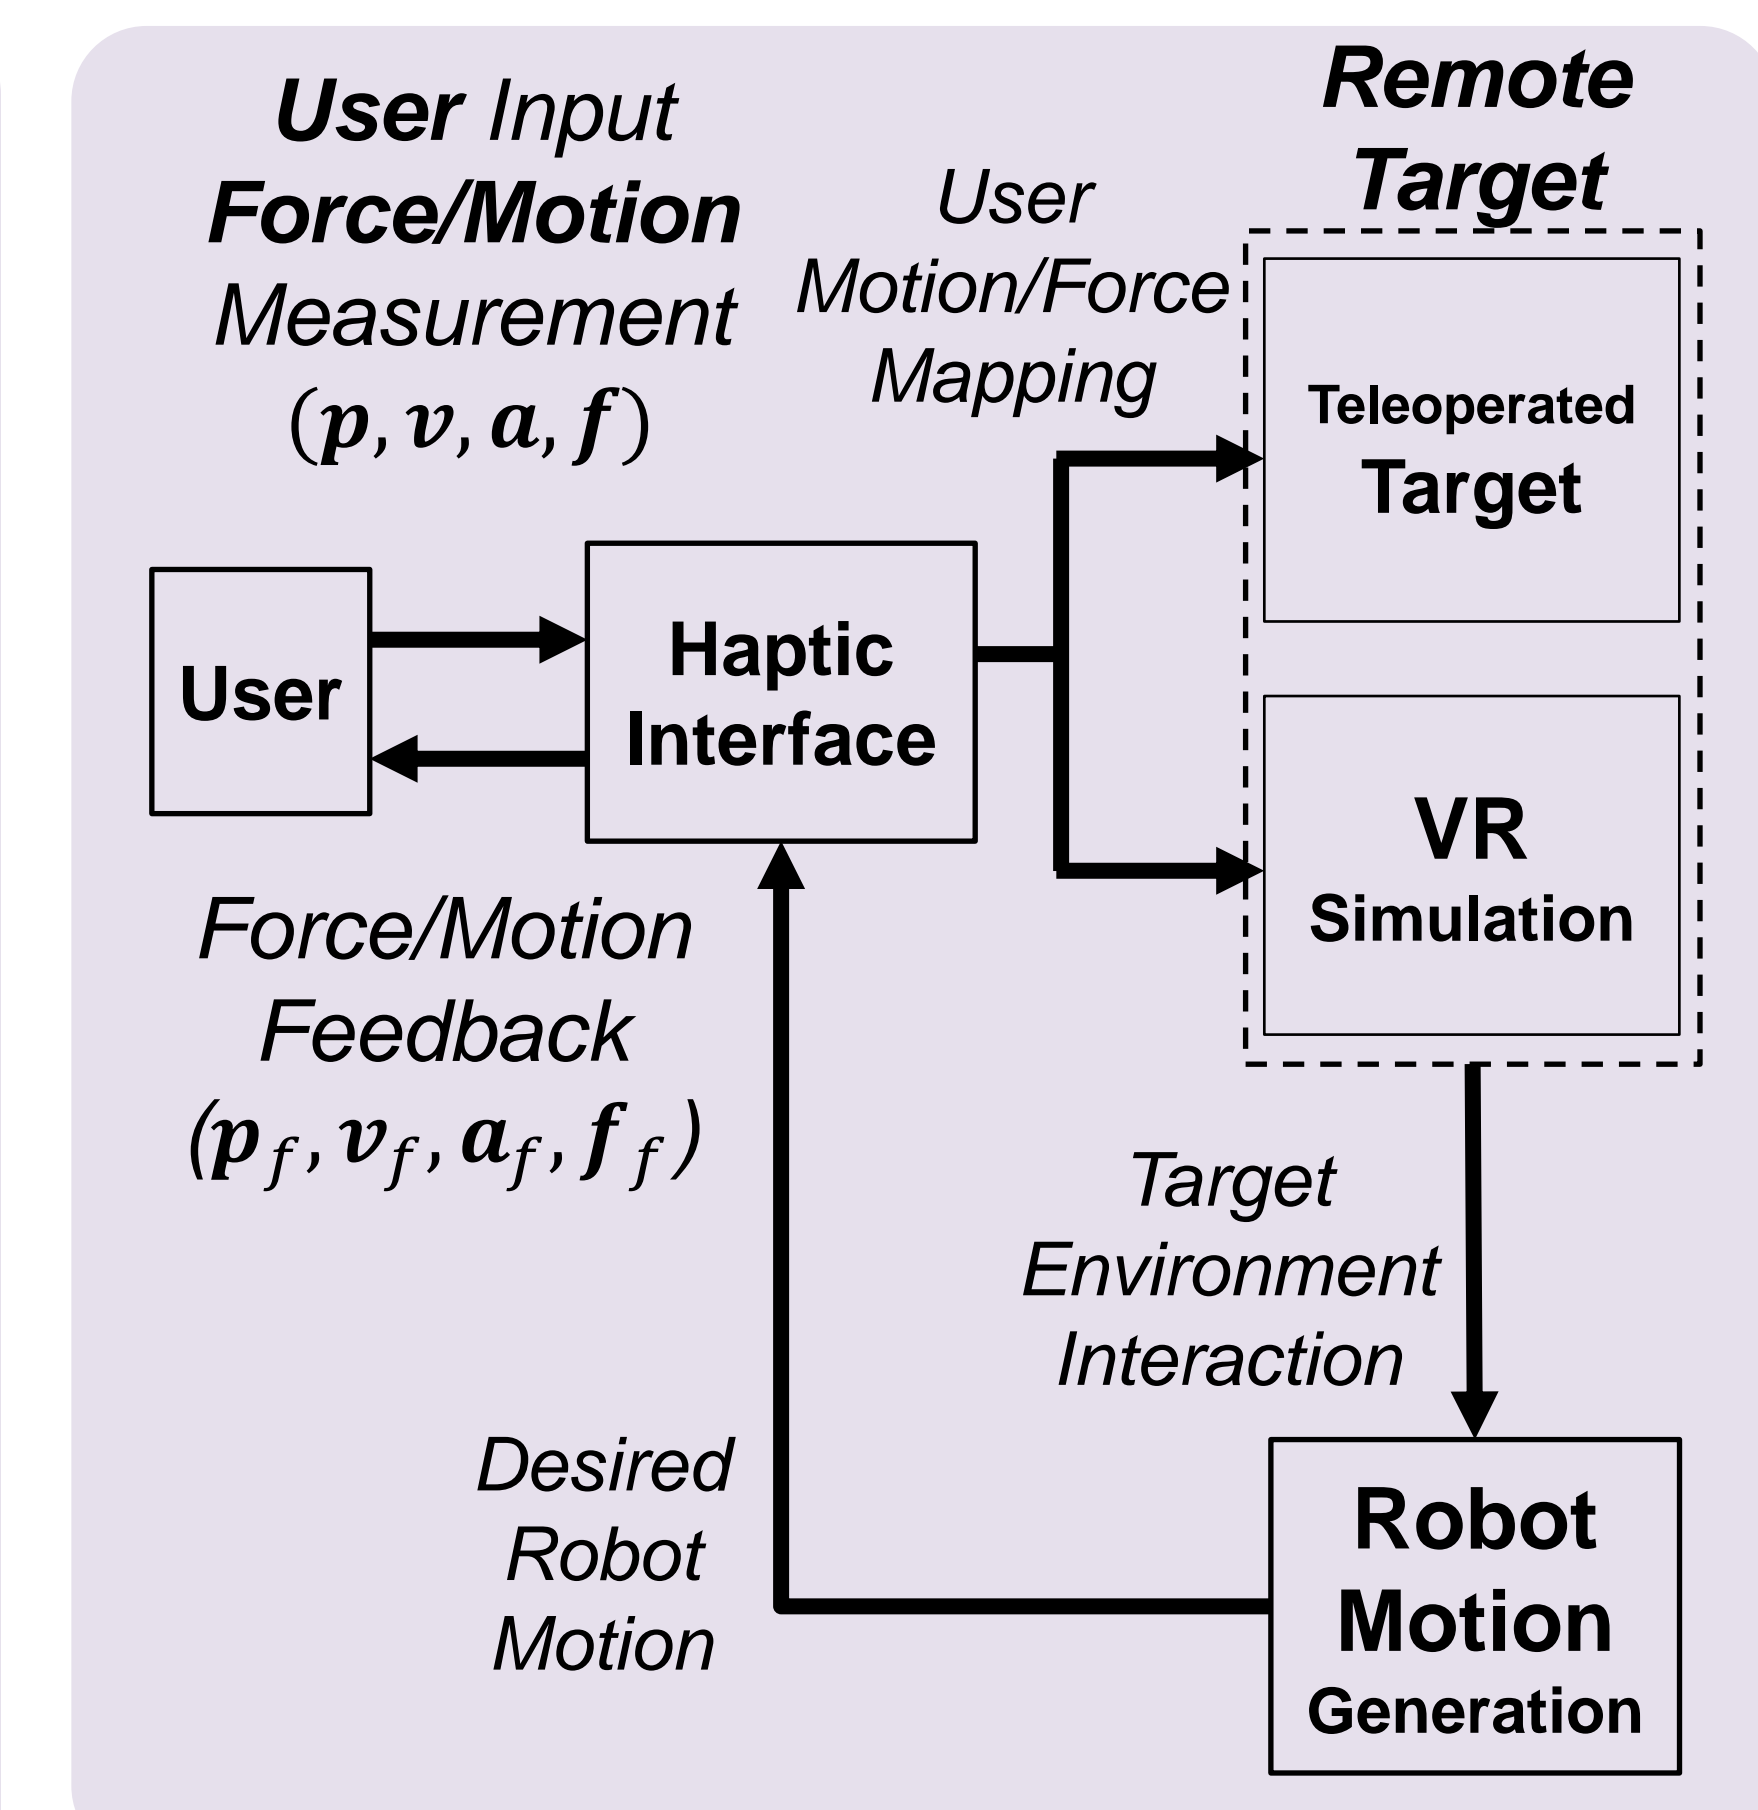 User Input
Force/Motion
Measurement
(p, v, a, f)
User
Motion/Force
Mapping
Remote
Target
Teleoperated
Target
User
Haptic
Interface
VR
Simulation
Force/Motion
Feedback
(p_f, v_f, a_f, f_f)
Target
Environment
Interaction
Desired
Robot
Motion
Robot
Motion
Generation